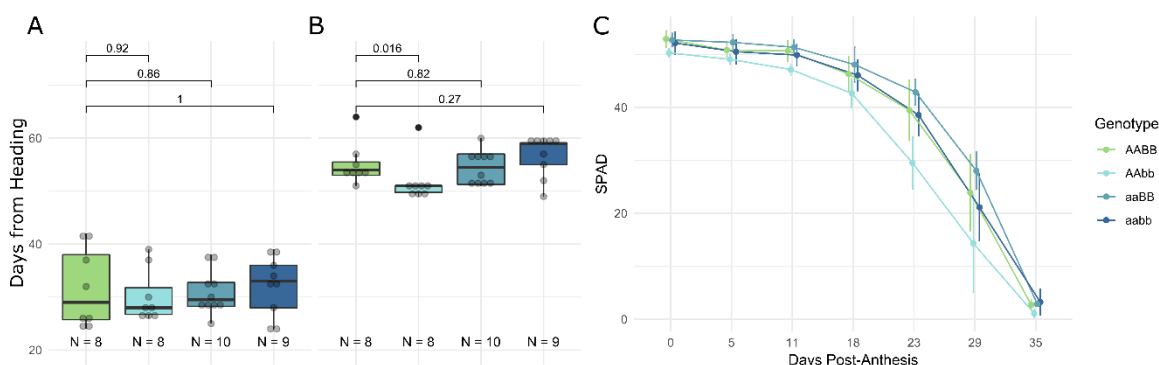 A
0.92
0.86
1
Days from Heading
60
40
20
N = 8
N = 8
N = 10
N = 9
B
0.016
0.82
0.27
N = 8
N = 8
N = 10
N = 9
C
SPAD
40
20
0
0
5
11
18
23
29
35
Days Post-Anthesis
Genotype
AABB
AAbb
aaBB
aabb